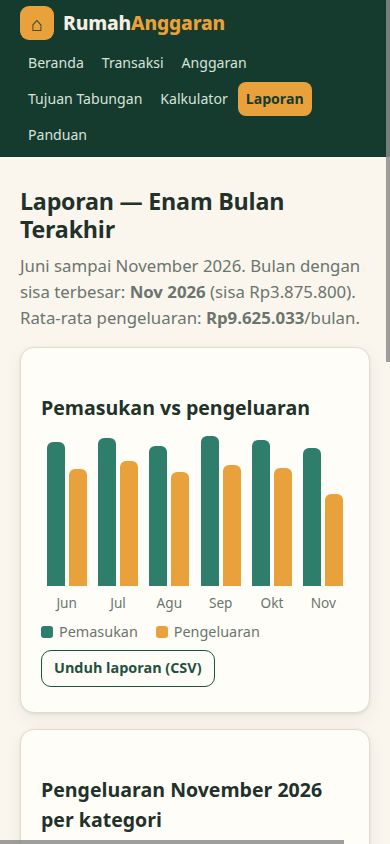 RumahAnggaran
Beranda Transaksi Anggaran
Tujuan Tabungan Kalkulator Laporan
Panduan
Laporan — Enam Bulan
Terakhir
Juni sampai November 2026. Bulan dengan
sisa terbesar: Nov 2026 (sisa Rp3.875.800).
Rata-rata pengeluaran: Rp9.625.033/bulan.
Pemasukan vs pengeluaran
Jun Jul Agu Sep Okt Nov
Pemasukan Pengeluaran
Unduh laporan (CSV)
Pengeluaran November 2026
per kategori